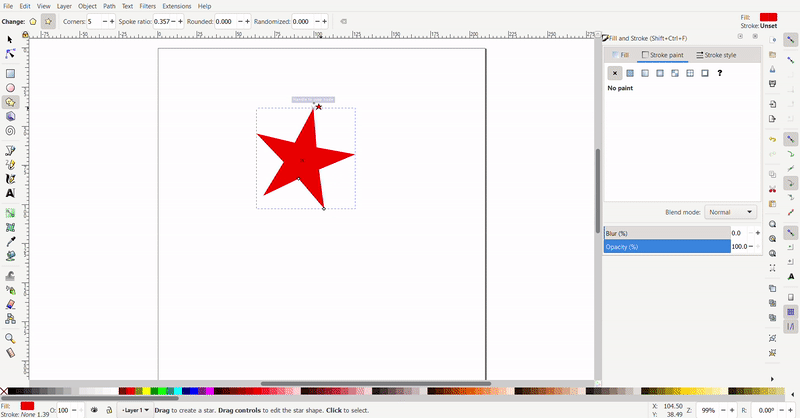 File Edit View Layer Object Path Text Filters Extensions Help
Change: Corners: 5 Spoke ratio: 0.357 Rounded: 0.000 Randomized: 0.000
Fill:
Stroke: Unset
Fill and Stroke (Shift+Ctrl+F)
Fill Stroke paint Stroke style
No paint
Blend mode: Normal
Blur (%) 0.0
Opacity (%) 100.0
Fill:
Stroke: None 1.39
O: 100
Layer 1
Drag to create a star. Drag controls to edit the star shape. Click to select.
X: 104.50
Y: 38.49
Z: 99%
R: 0.00°